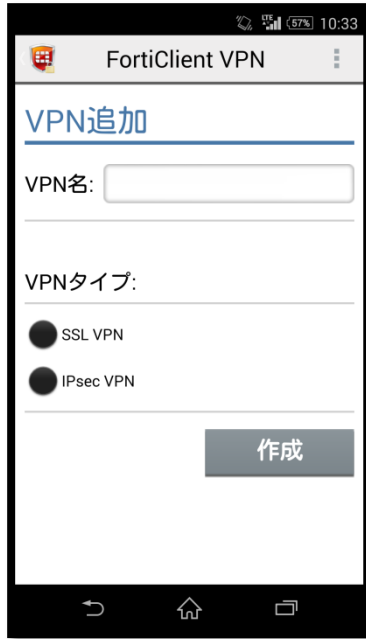 LTE 57% 10:33
FortiClient VPN
VPN追加
VPN名:
VPNタイプ:
SSL VPN
IPsec VPN
作成